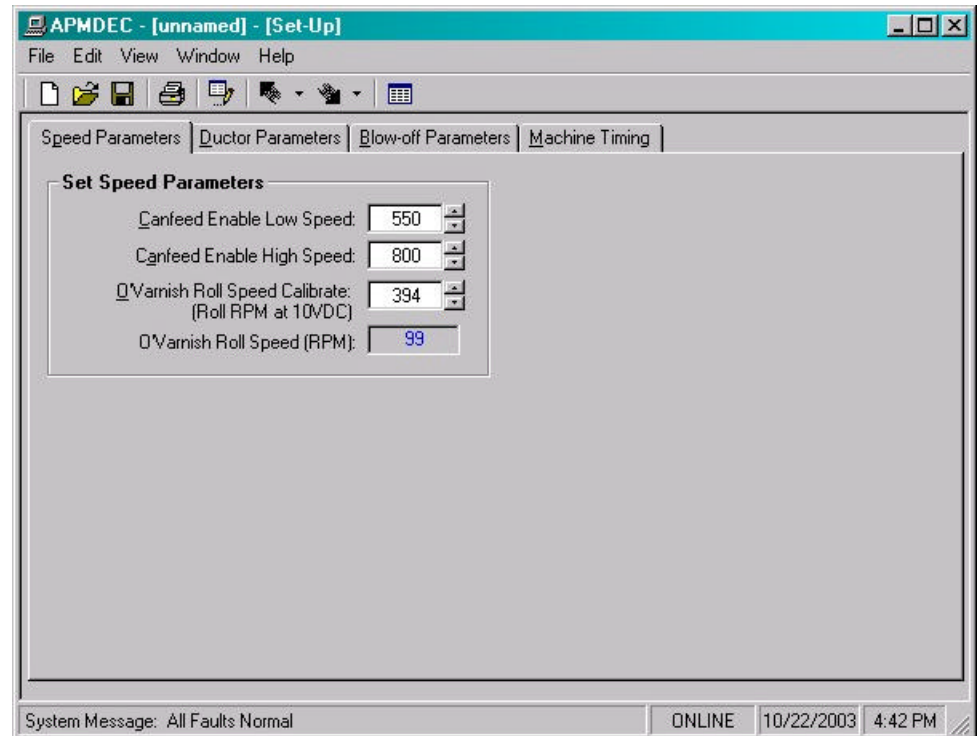 APMDEC - [unnamed] - [Set-Up]
File Edit View Window Help
Speed Parameters Ductor Parameters Blow-off Parameters Machine Timing
Set Speed Parameters
Canfeed Enable Low Speed: 550
Canfeed Enable High Speed: 800
O'Varnish Roll Speed Calibrate: 394
(Roll RPM at 10VDC)
O'Varnish Roll Speed (RPM): 99
System Message: All Faults Normal ONLINE 10/22/2003 4:42 PM